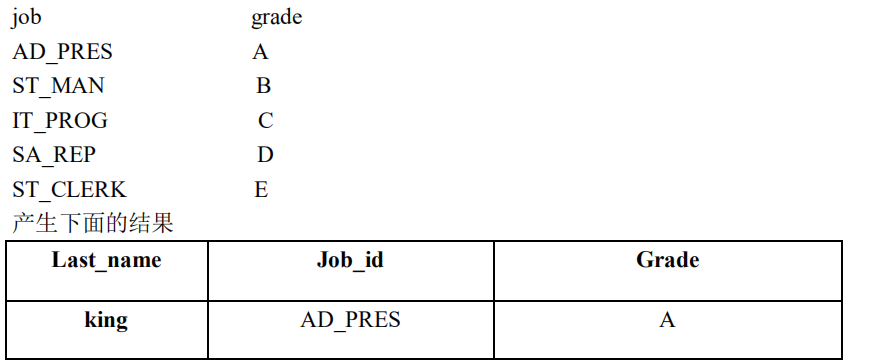 job grade
AD_PRES A
ST_MAN B
IT_PROG C
SA_REP D
ST_CLERK E
产生下面的结果
Last_name Job_id Grade
king AD_PRES A